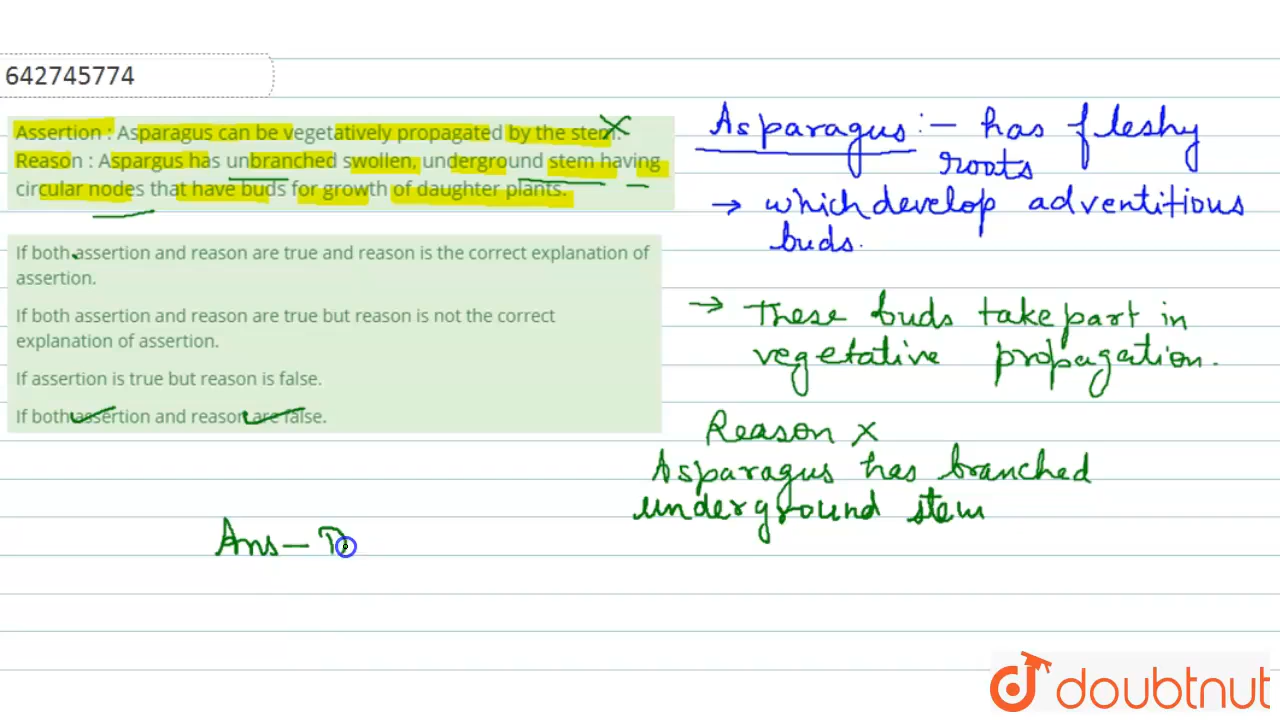 642745774
Assertion : Asparagus can be vegetatively propagated by the stem.
Reason : Aspargus has unbranched swollen, underground stem having
circular nodes that have buds for growth of daughter plants.
If both assertion and reason are true and reason is the correct explanation of
assertion.
If both assertion and reason are true but reason is not the correct
explanation of assertion.
If assertion is true but reason is false.
If both assertion and reason are false.
Asparagus :- has fleshy
roots
→ which develop adventitious
buds.
→ These buds take part in
vegetative propagation.
Reason x
Asparagus has branched
underground stem
Ans - D
doubtnut